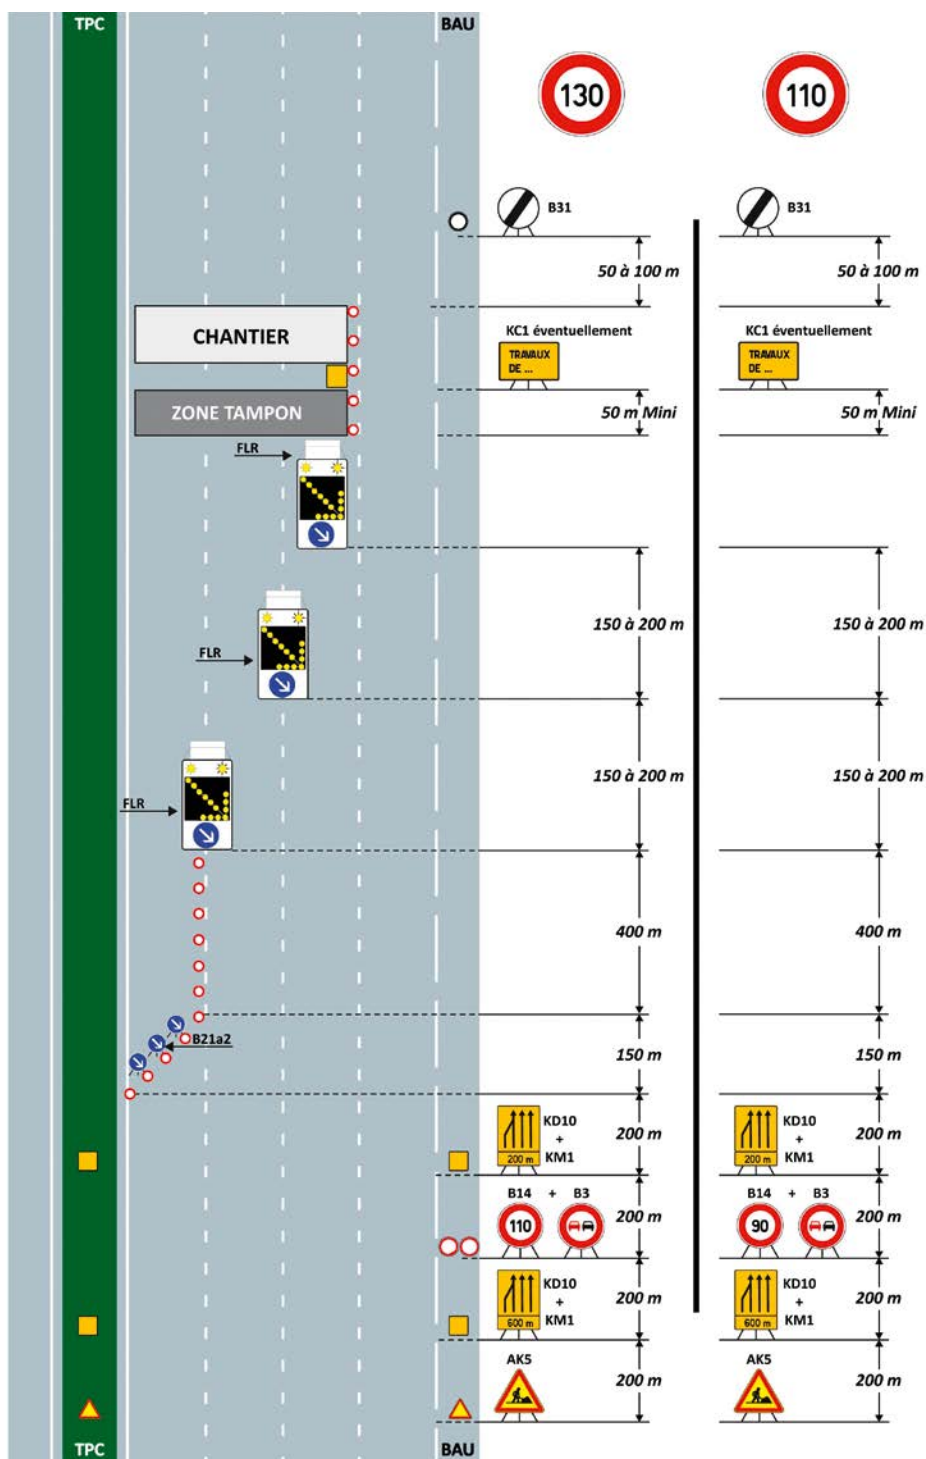 TPC
BAU
130
110
B31
B31
50 à 100 m
50 à 100 m
CHANTIER
KC1 éventuellement
KC1 éventuellement
TRAVAUX
DE ...
TRAVAUX
DE ...
ZONE TAMPON
50 m Mini
50 m Mini
FLR
150 à 200 m
150 à 200 m
FLR
150 à 200 m
150 à 200 m
FLR
400 m
400 m
B21a2
150 m
150 m
KD10
+
KM1
200 m
200 m
KD10
+
KM1
200 m
200 m
B14 + B3
110
200 m
B14 + B3
90
200 m
KD10
+
KM1
600 m
200 m
KD10
+
KM1
600 m
200 m
AK5
200 m
AK5
200 m
TPC
BAU